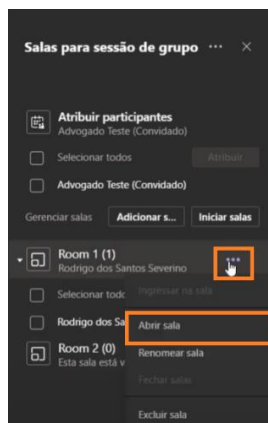 Salas para sessão de grupo
Atribuir participantes
Advogado Teste (Convidado)
Selecionar todos Atribuir
Advogado Teste (Convidado)
Gerenciar salas Adicionar s... Iniciar salas
Room 1 (1)
Rodrigo dos Santos Severino
Selecionar todo Ingressar na sala
Rodrigo dos Sa Abrir sala
Room 2 (0) Renomear sala
Esta sala está v
Fechar salas
Excluir sala